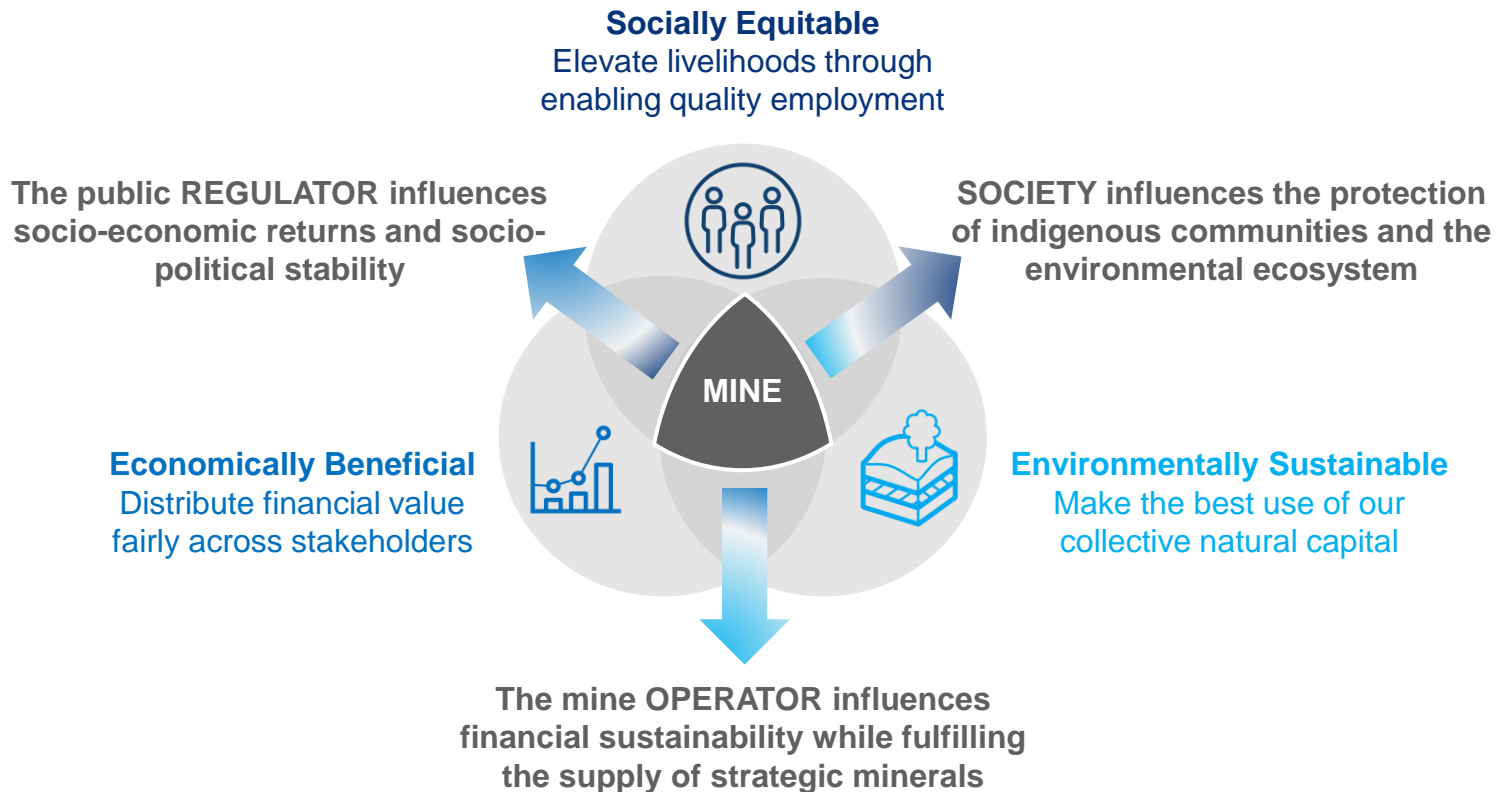 Socially Equitable
Elevate livelihoods through
enabling quality employment
The public REGULATOR influences
socio-economic returns and socio-
political stability
SOCIETY influences the protection
of indigenous communities and the
environmental ecosystem
MINE
Economically Beneficial
Distribute financial value
fairly across stakeholders
Environmentally Sustainable
Make the best use of our
collective natural capital
The mine OPERATOR influences
financial sustainability while fulfilling
the supply of strategic minerals